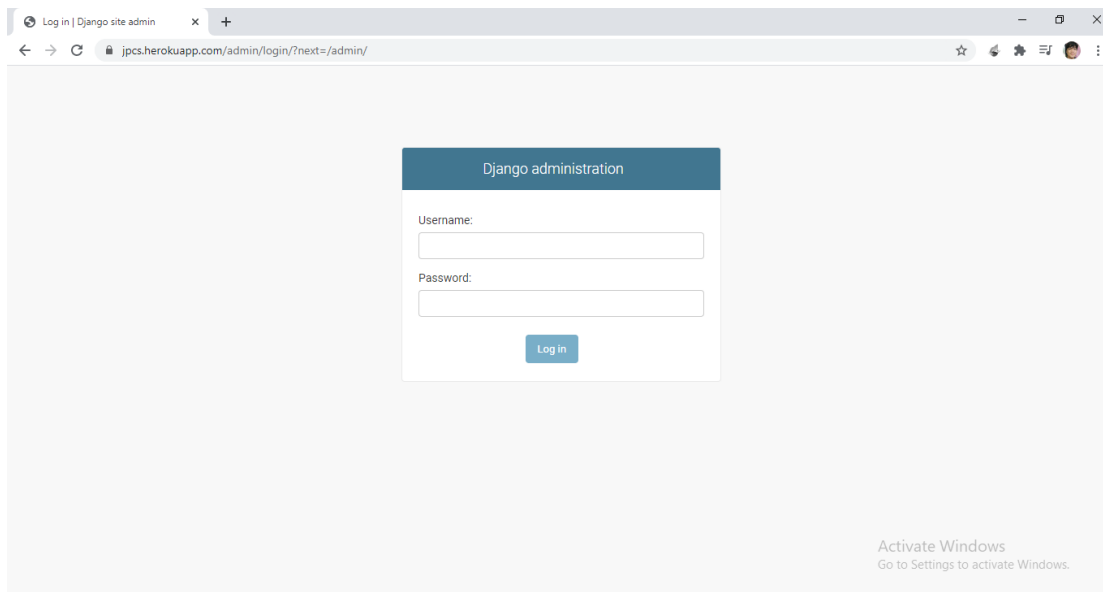 Log in | Django site admin
jpcs.herokuapp.com/admin/login/?next=/admin/
Django administration
Username:
Password:
Log in
Activate Windows
Go to Settings to activate Windows.